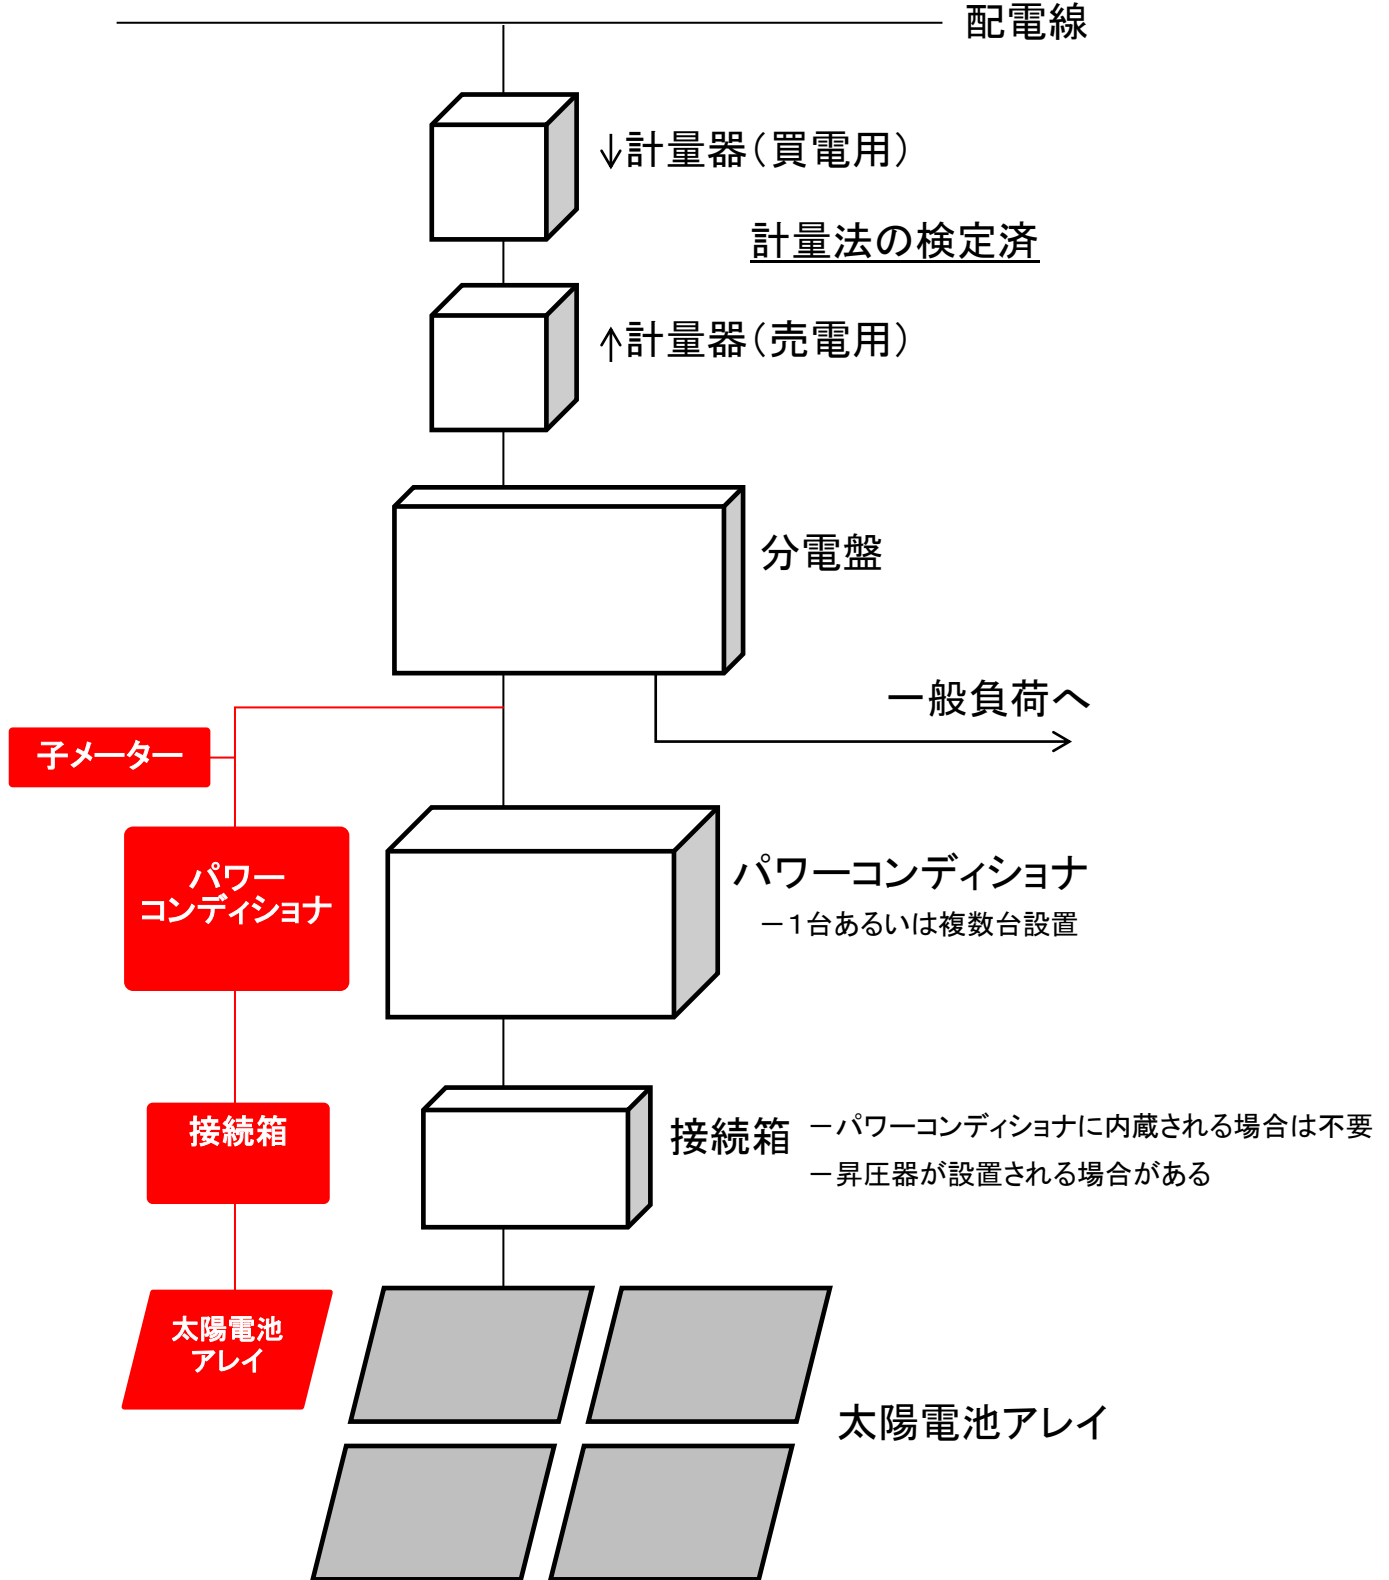 配電線
↓計量器（買電用）
計量法の検定済
↑計量器（売電用）
分電盤
一般負荷へ
子メーター
パワー
コンディショナ
パワーコンディショナ
－１台あるいは複数台設置
接続箱
接続箱
－パワーコンディショナに内蔵される場合は不要
－昇圧器が設置される場合がある
太陽電池
アレイ
太陽電池アレイ